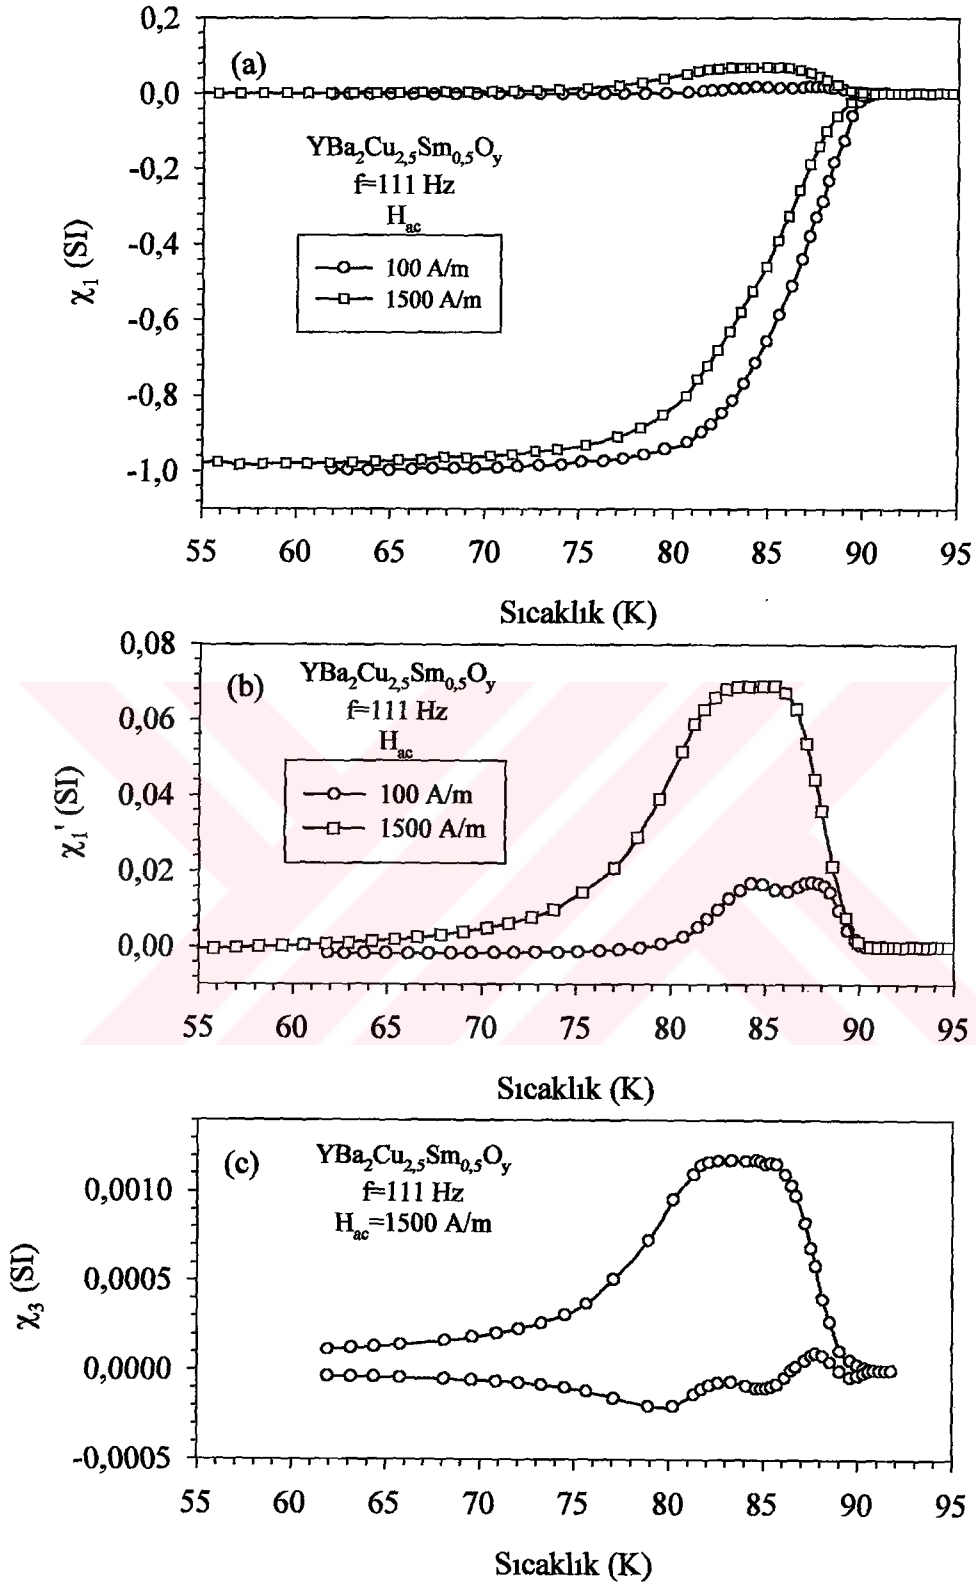 (a)
0,2
0,0
-0,2
-0,4
-0,6
-0,8
-1,0
χ₁ (SI)
YBa₂Cu₂,₅Sm₀,₅Oᵧ
f=111 Hz
Hₐc
100 A/m
1500 A/m
55 60 65 70 75 80 85 90 95
Sıcaklık (K)
(b)
0,08
0,06
0,04
0,02
0,00
χ₁' (SI)
YBa₂Cu₂,₅Sm₀,₅Oᵧ
f=111 Hz
Hₐc
100 A/m
1500 A/m
55 60 65 70 75 80 85 90 95
Sıcaklık (K)
(c)
0,0010
0,0005
0,0000
-0,0005
χ₃ (SI)
YBa₂Cu₂,₅Sm₀,₅Oᵧ
f=111 Hz
Hₐc=1500 A/m
55 60 65 70 75 80 85 90 95
Sıcaklık (K)